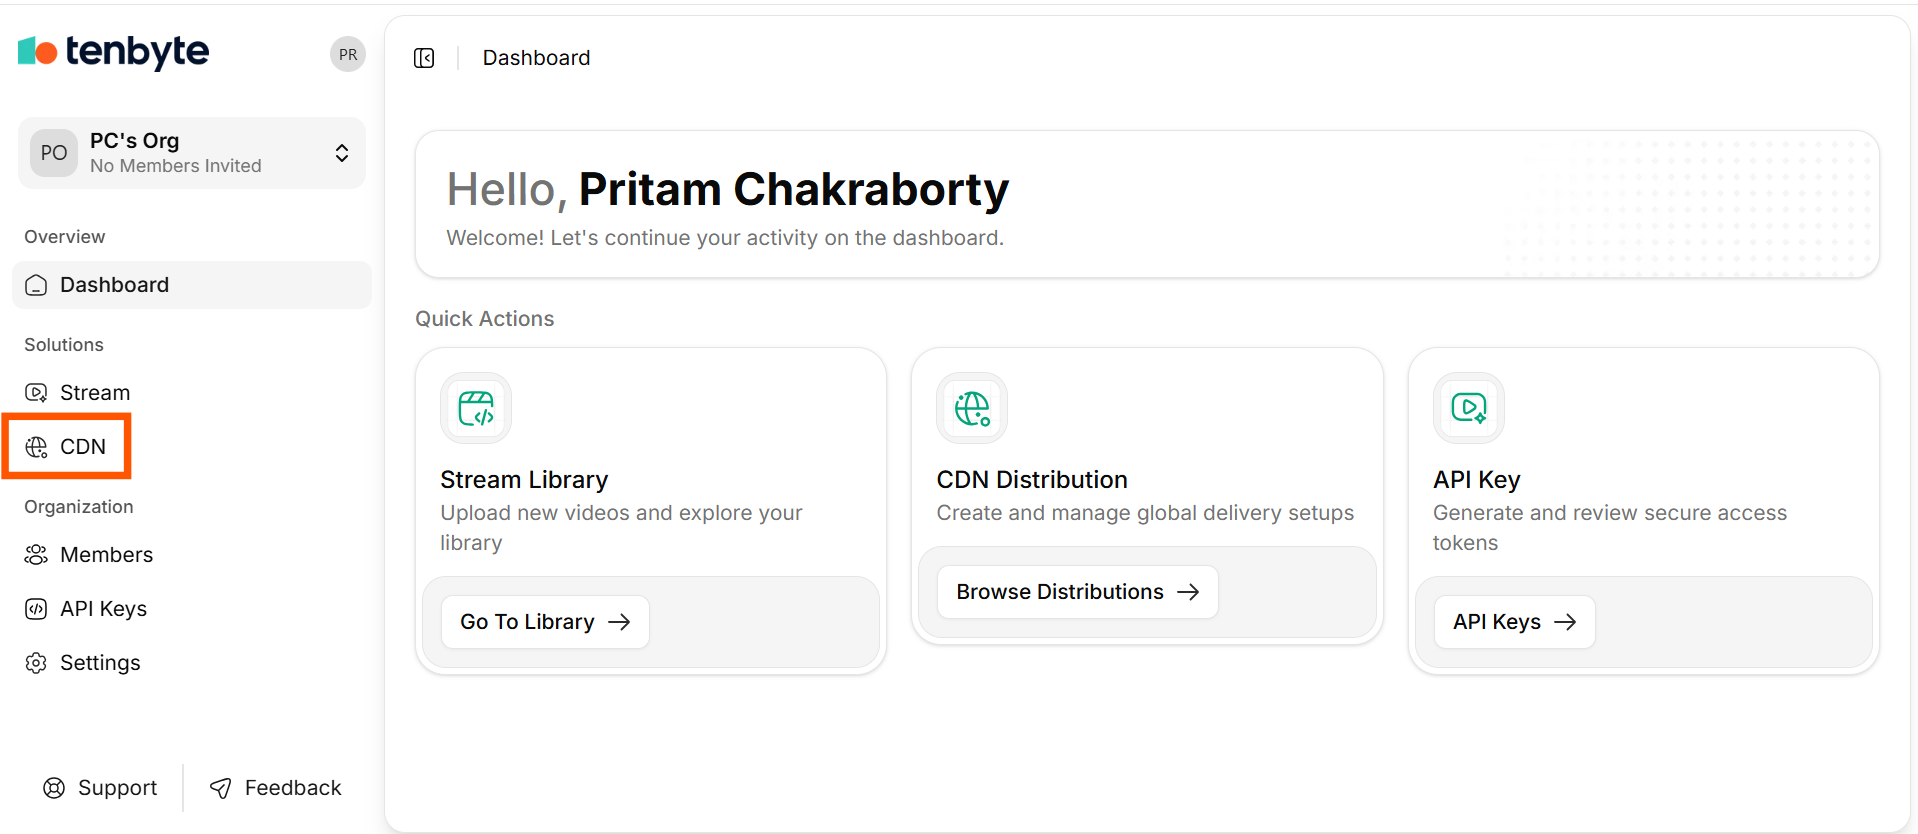 tenbyte
PR
PO
PC's Org
No Members Invited
Overview
Dashboard
Solutions
Stream
CDN
Organization
Members
API Keys
Settings
Support
Feedback
Dashboard
Hello, Pritam Chakraborty
Welcome! Let's continue your activity on the dashboard.
Quick Actions
Stream Library
Upload new videos and explore your
library
Go To Library
CDN Distribution
Create and manage global delivery setups
Browse Distributions
API Key
Generate and review secure access
tokens
API Keys